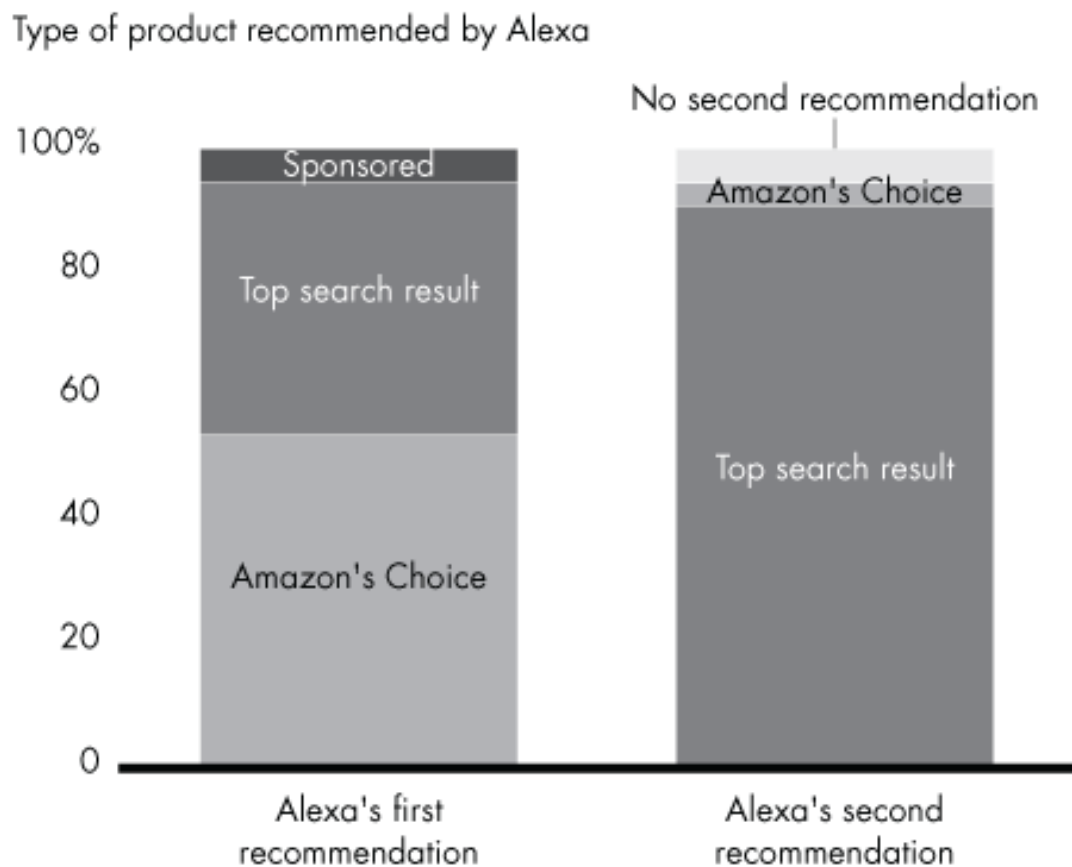 Type of product recommended by Alexa
No second recommendation
100%
Sponsored
Amazon's Choice
80
Top search result
60
Top search result
40
Amazon's Choice
20
0
Alexa's first
recommendation
Alexa's second
recommendation